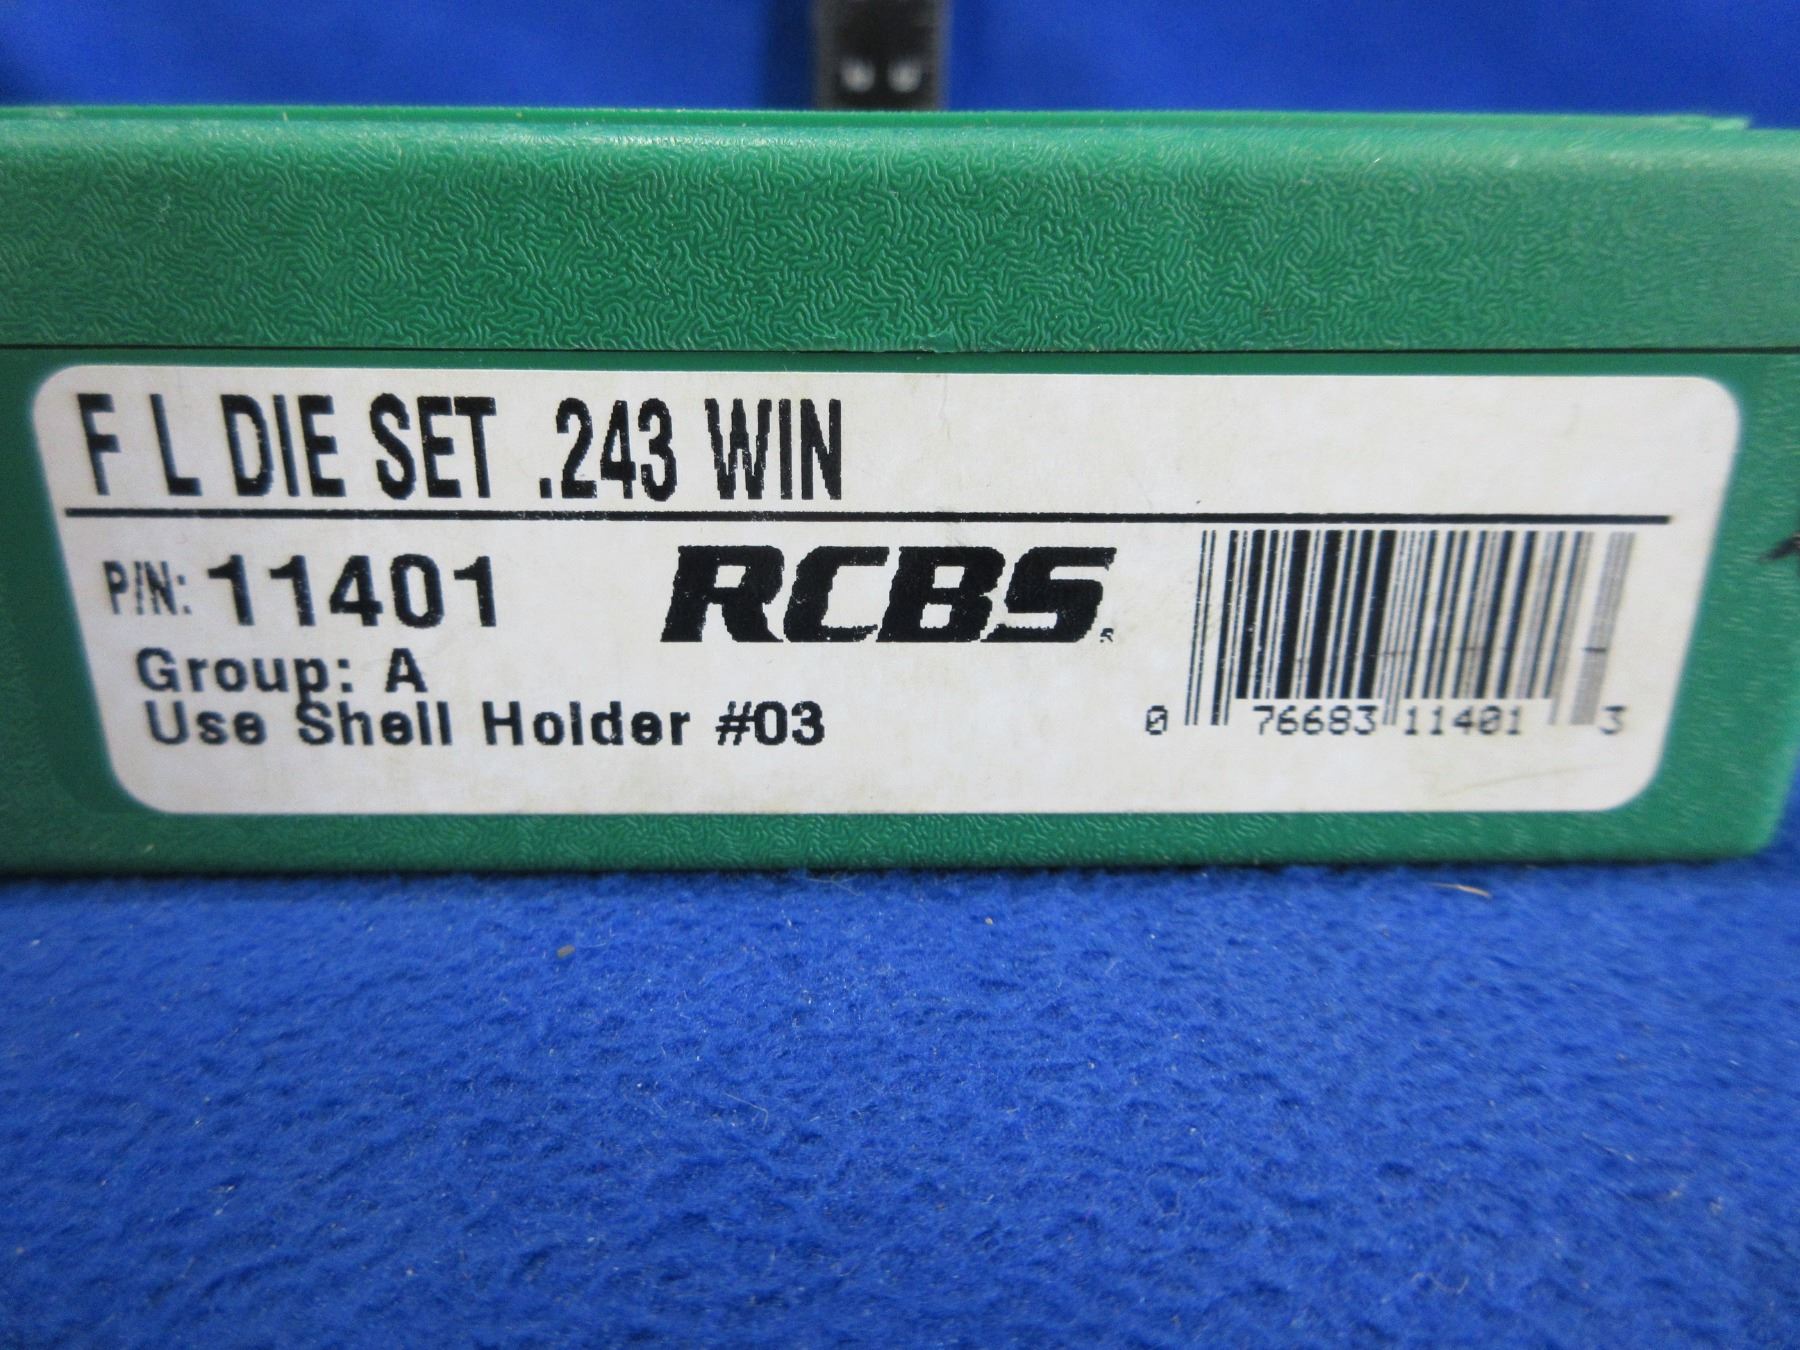 F L DIE SET .243 WIN
P/N: 11401
RCBS
Group: A
Use Shell Holder #03
0 76683 11401 3